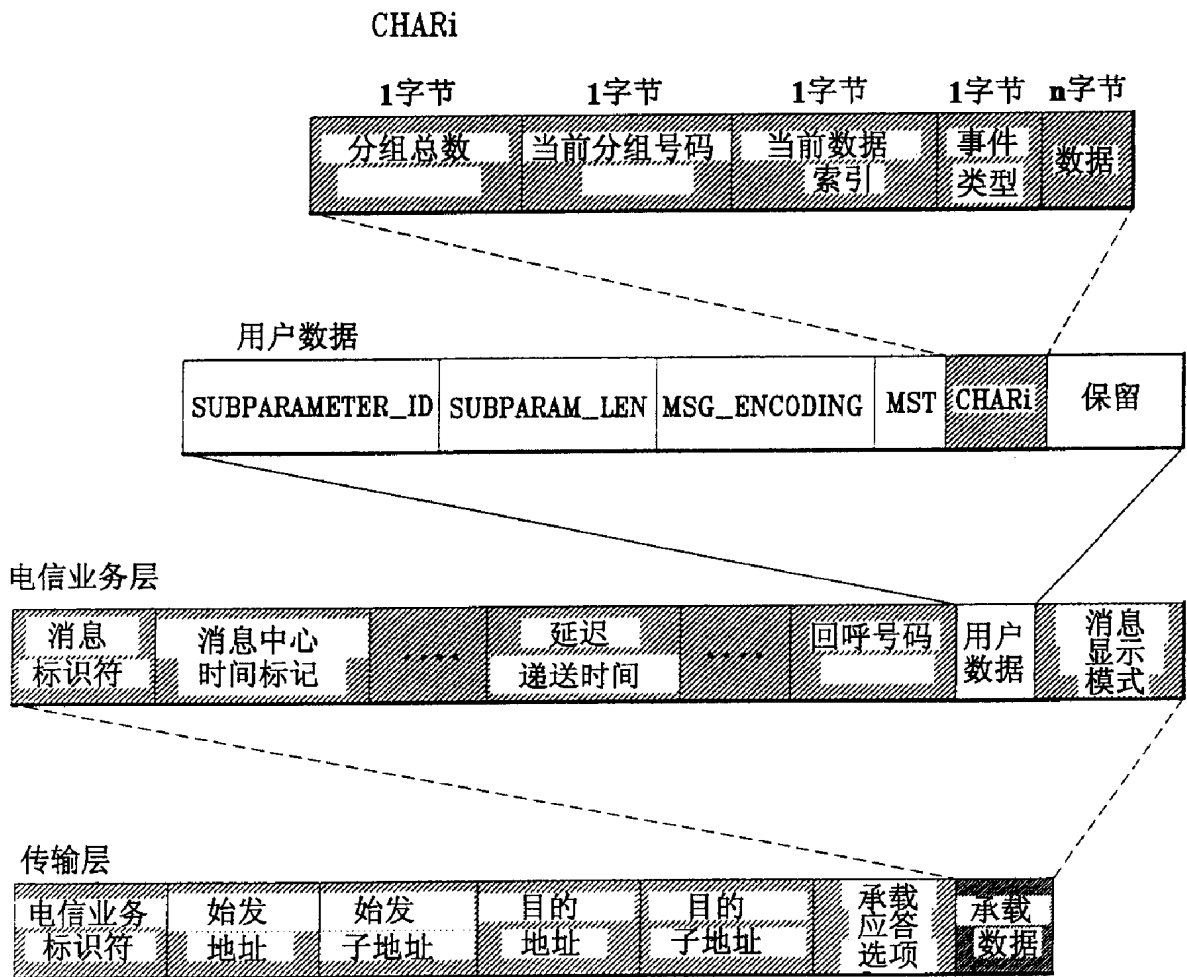 CHARi
1字节 1字节 1字节 1字节 n字节
分组总数 当前分组号码 当前数据索引 事件类型 数据
用户数据
SUBPARAMETER_ID SUBPARAM_LEN MSG_ENCODING MST CHARi 保留
电信业务层
消息标识符 消息中心时间标记 .... 延迟递送时间 .... 回呼号码 用户数据 消息显示模式
传输层
电信业务标识符 始发地址 始发子地址 目的地址 目的子地址 承载应答选项 承载数据